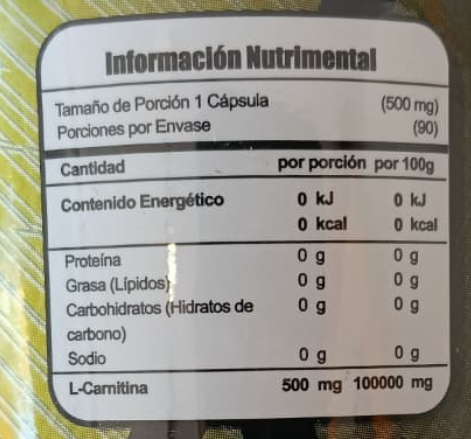 Información Nutrimental
Tamaño de Porción 1 Cápsula (500 mg)
Porciones por Envase (90)
Cantidad por porción por 100g
Contenido Energético 0 kJ 0 kJ
0 kcal 0 kcal
Proteína 0 g 0 g
Grasa (Lípidos) 0 g 0 g
Carbohidratos (Hidratos de 0 g 0 g
carbono)
Sodio 0 g 0 g
L-Carnitina 500 mg 100000 mg